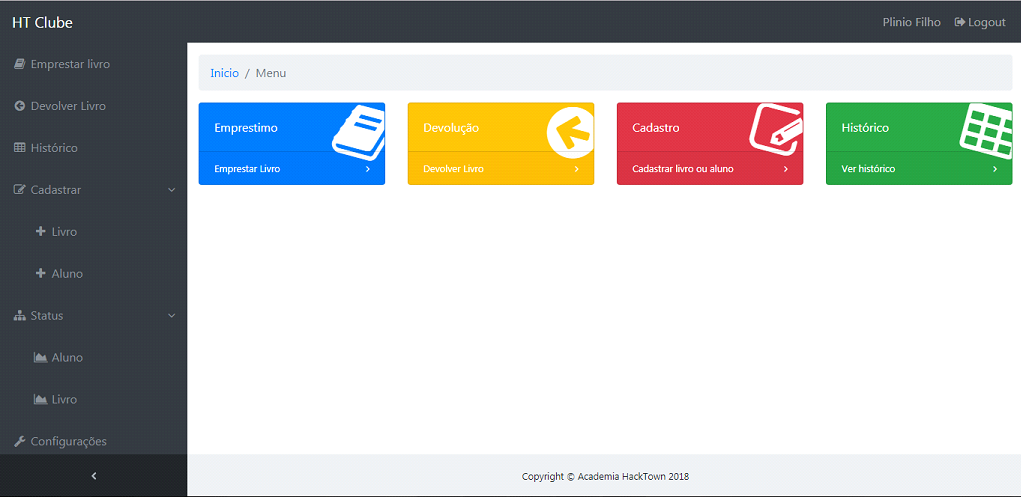 HT Clube
Plinio Filho
Logout
Emprestar livro
Devolver Livro
Histórico
Cadastrar
Livro
Aluno
Status
Aluno
Livro
Configurações
Inicio / Menu
Emprestimo
Emprestar Livro
Devolução
Devolver Livro
Cadastro
Cadastrar livro ou aluno
Histórico
Ver histórico
Copyright © Academia HackTown 2018